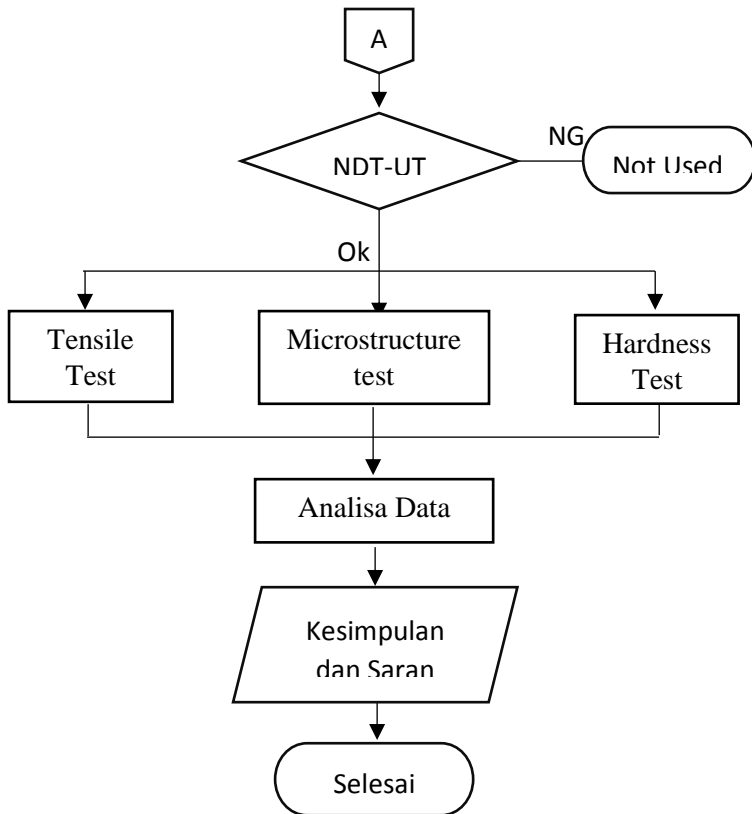 A
NDT-UT
NG
Not Used
Ok
Tensile
Test
Microstructure
test
Hardness
Test
Analisa Data
Kesimpulan
dan Saran
Selesai